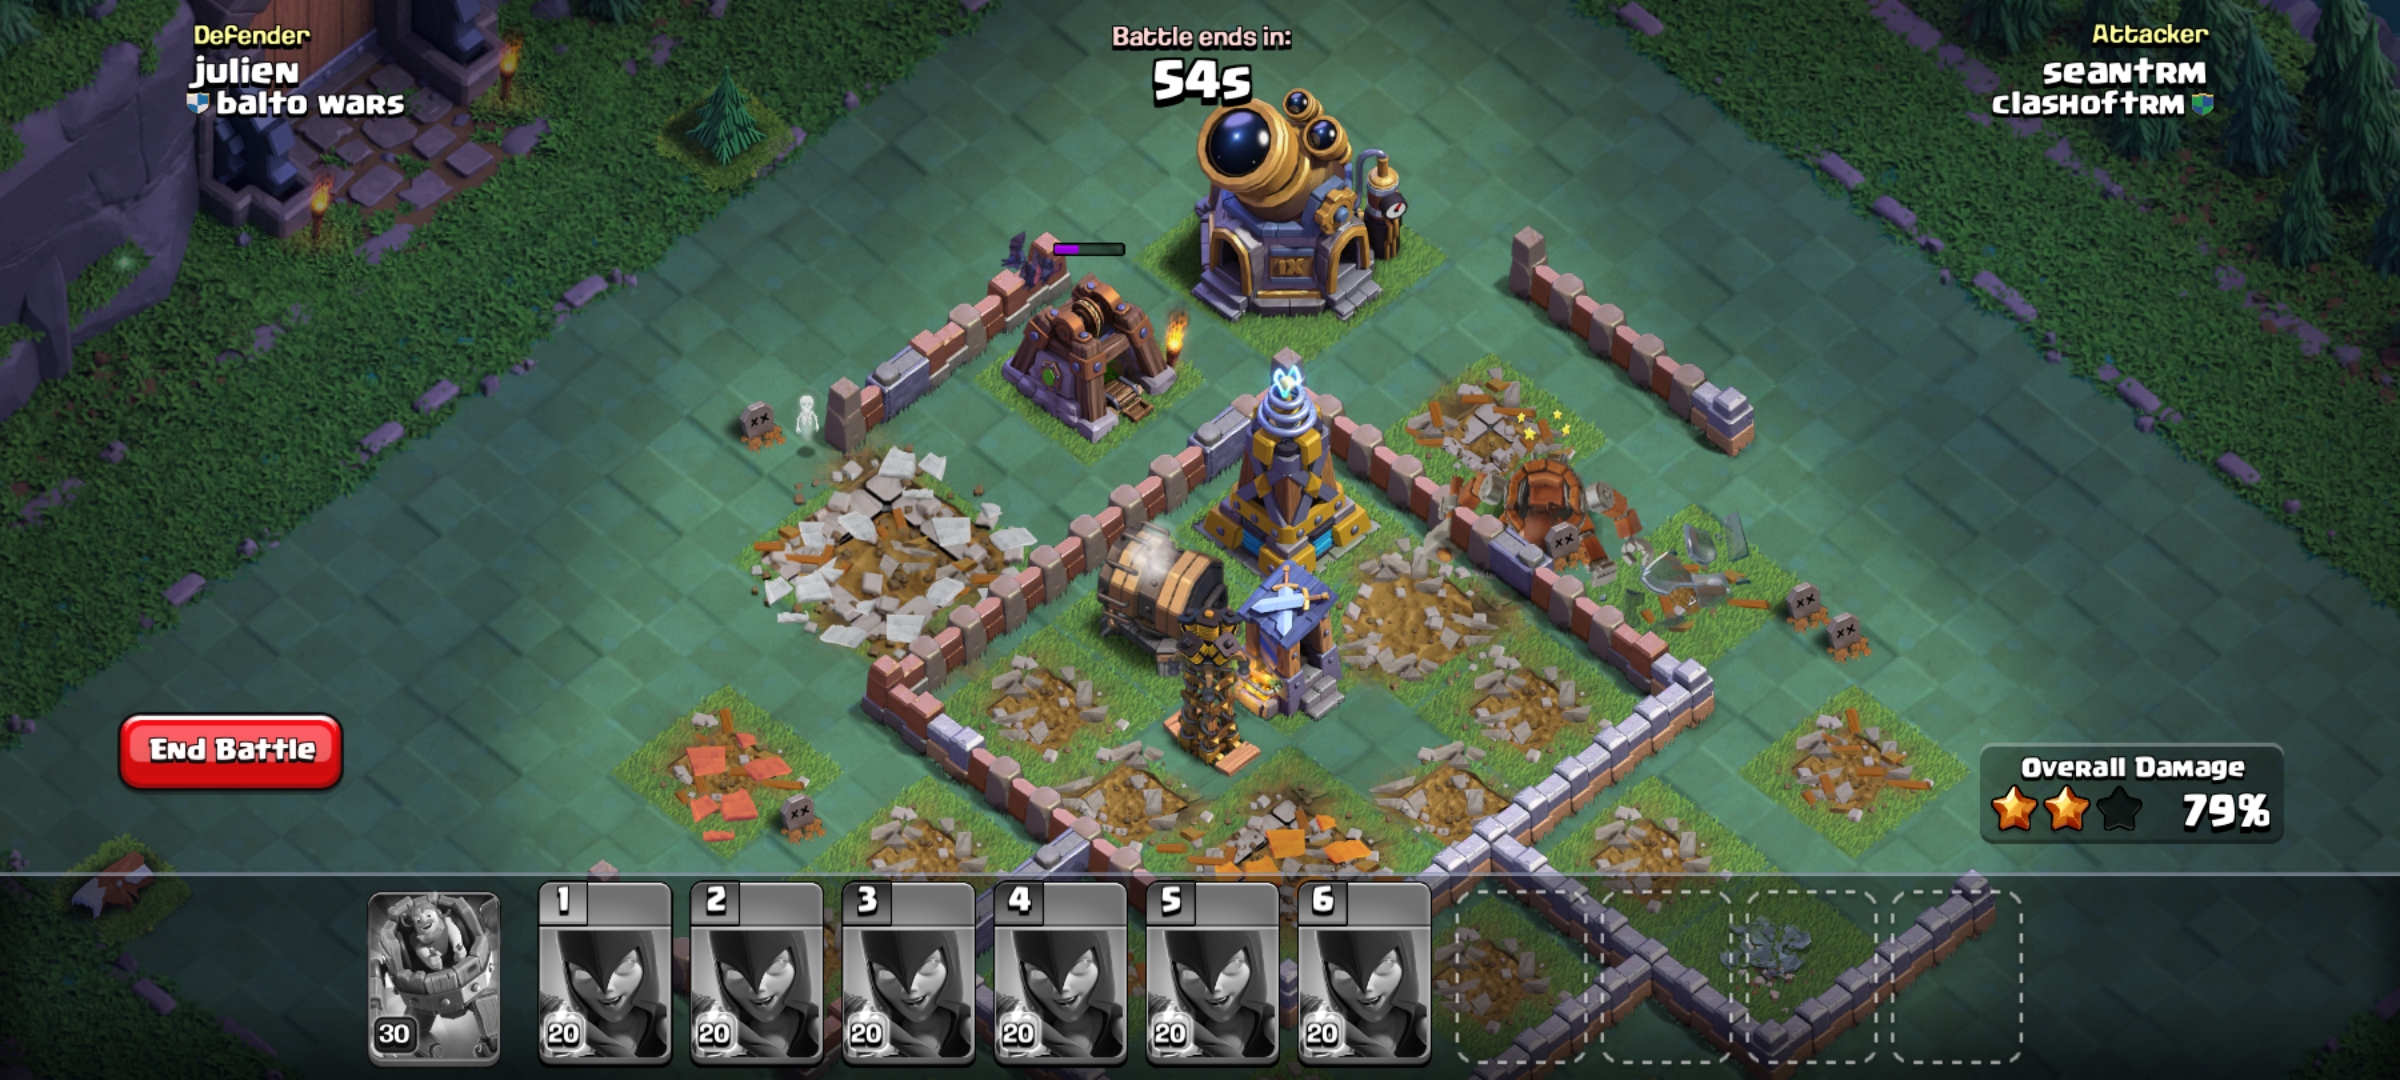 Defender
julien
balto wars
Battle ends in:
54s
Attacker
seantrm
clashoftrm
IX
End Battle
Overall Damage
79%
30
1
20
2
20
3
20
4
20
5
20
6
20